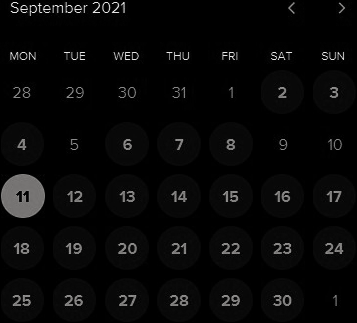 September 2021
MON TUE WED THU FRI SAT SUN
28 29 30 31 1 2 3
4 5 6 7 8 9 10
11 12 13 14 15 16 17
18 19 20 21 22 23 24
25 26 27 28 29 30 1